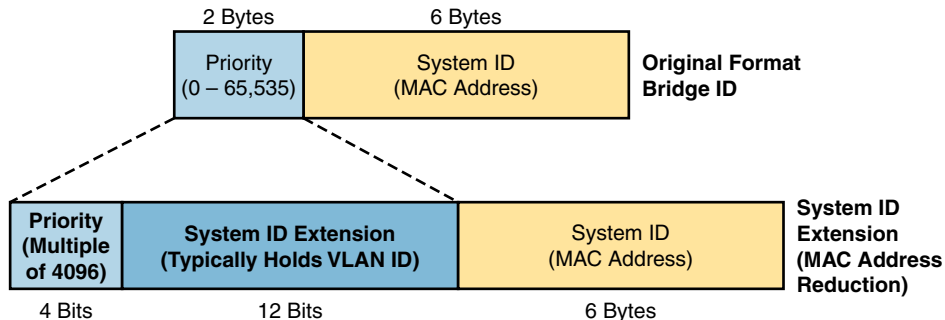 2 Bytes
6 Bytes
Priority
(0 – 65,535)
System ID
(MAC Address)
Original Format
Bridge ID
Priority
(Multiple
of 4096)
System ID Extension
(Typically Holds VLAN ID)
System ID
(MAC Address)
System ID
Extension
(MAC Address
Reduction)
4 Bits
12 Bits
6 Bytes